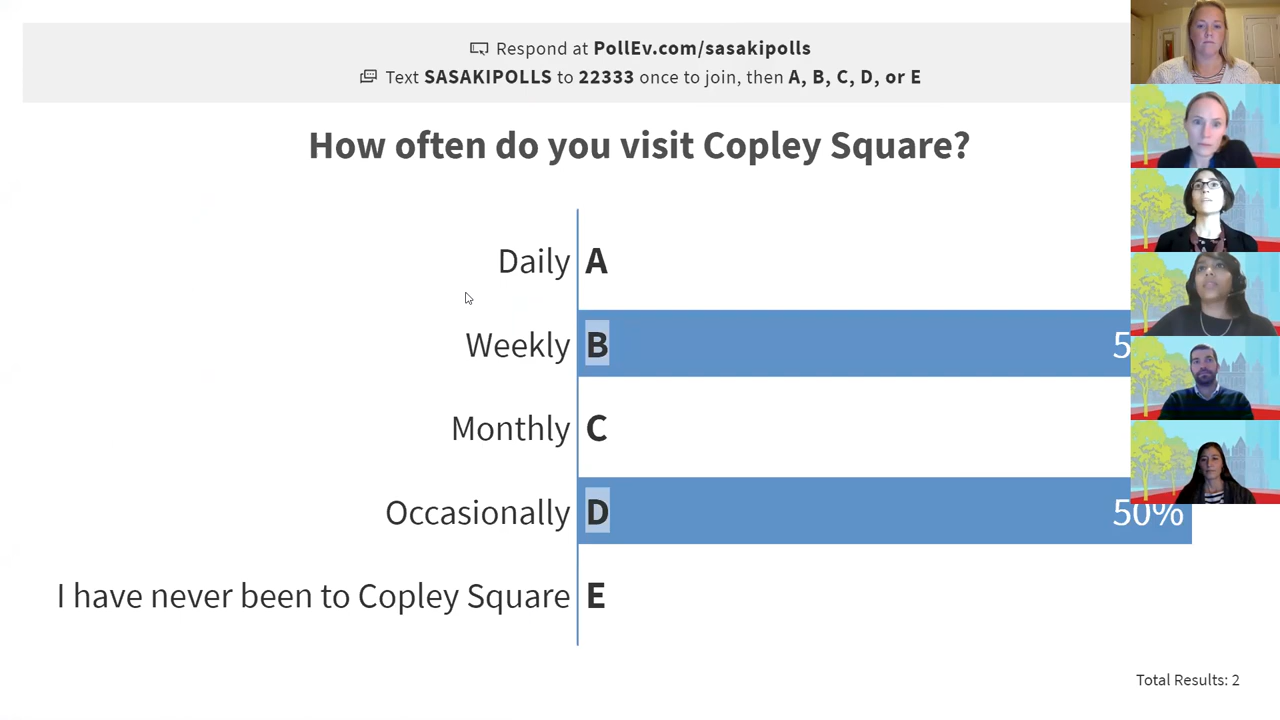 Respond at PollEv.com/sasakipolls
Text SASAKIPOLLS to 22333 once to join, then A, B, C, D, or E
How often do you visit Copley Square?
Daily A
Weekly B 5
Monthly C
Occasionally D 50%
I have never been to Copley Square E
Total Results: 2